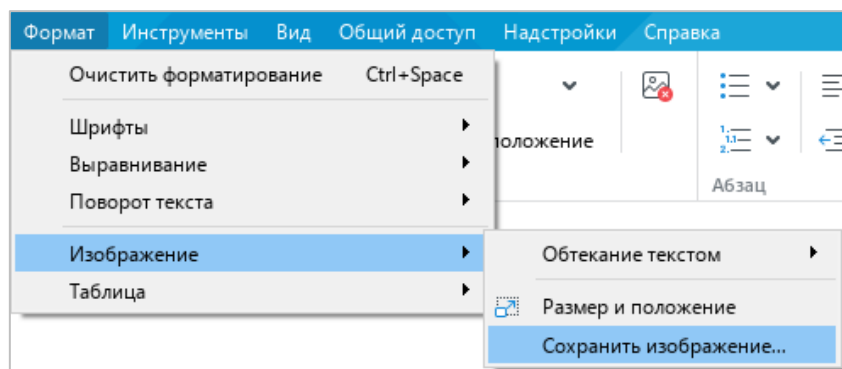 Формат Инструменты Вид Общий доступ Надстройки Справка
Очистить форматирование Ctrl+Space
Шрифты
Выравнивание
Поворот текста
Изображение
Таблица
положение
Абзац
Обтекание текстом
Размер и положение
Сохранить изображение...